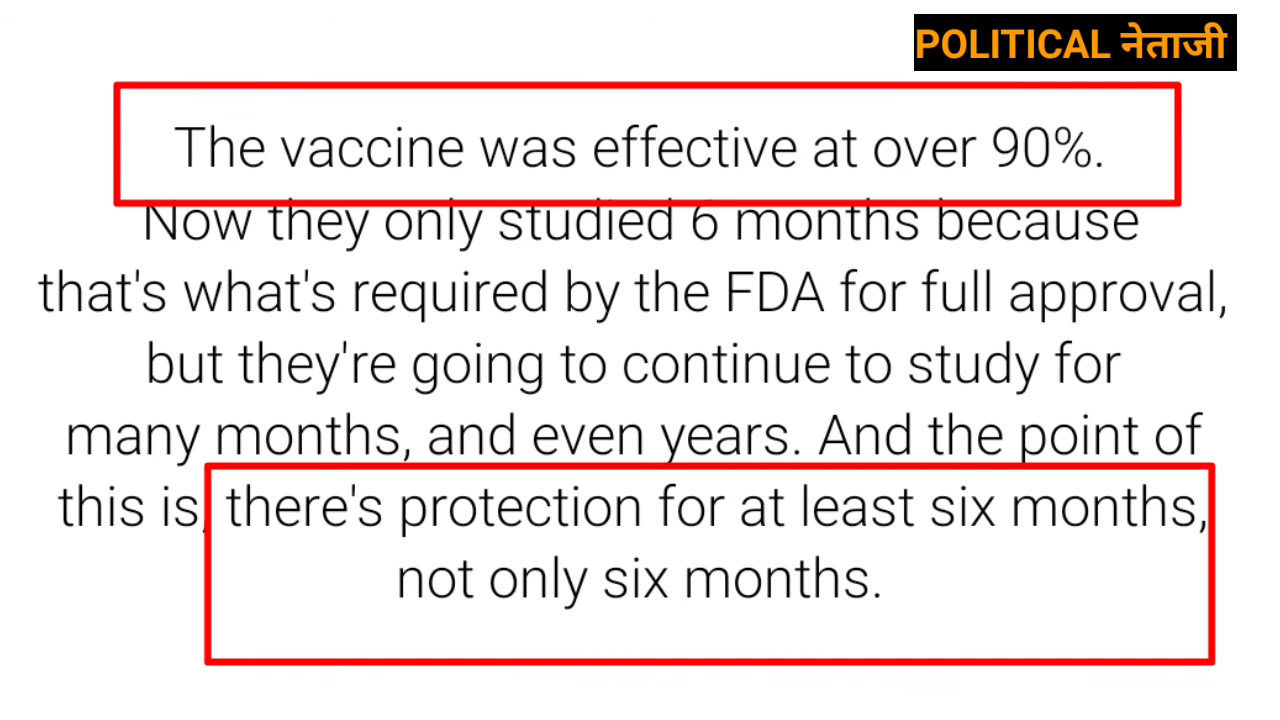 POLITICAL नेताजी
The vaccine was effective at over 90%.
Now they only studied 6 months because
that's what's required by the FDA for full approval,
but they're going to continue to study for
many months, and even years. And the point of
this is, there's protection for at least six months,
not only six months.